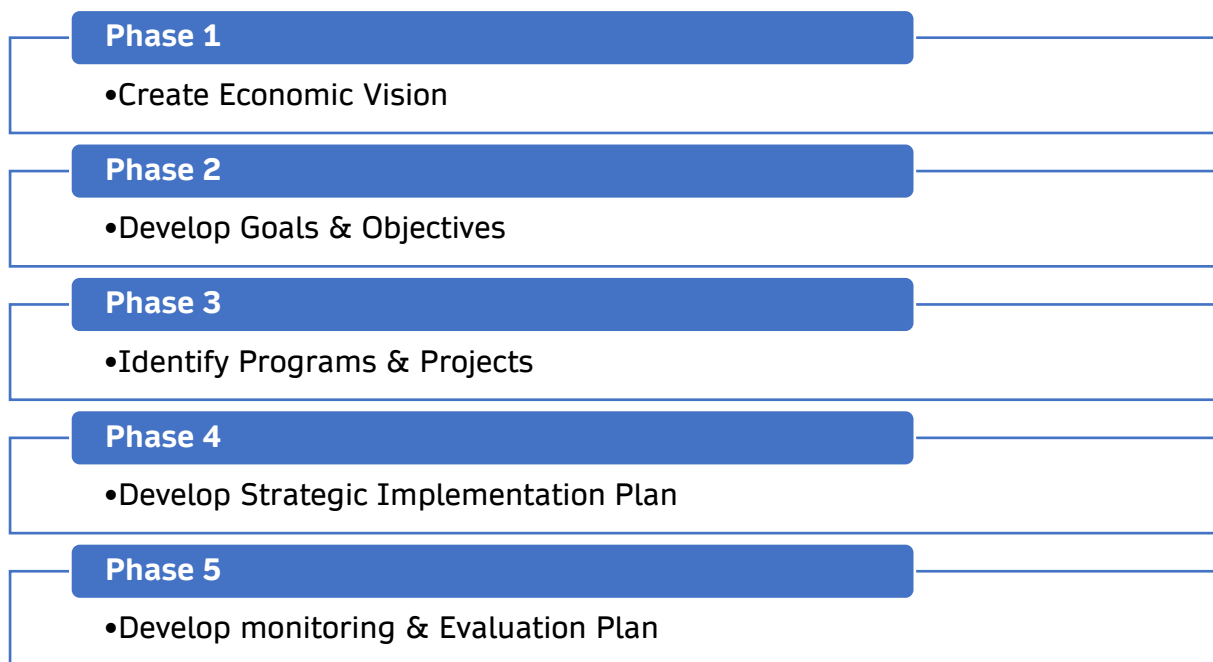 Phase 1
•Create Economic Vision
Phase 2
•Develop Goals & Objectives
Phase 3
•Identify Programs & Projects
Phase 4
•Develop Strategic Implementation Plan
Phase 5
•Develop monitoring & Evaluation Plan